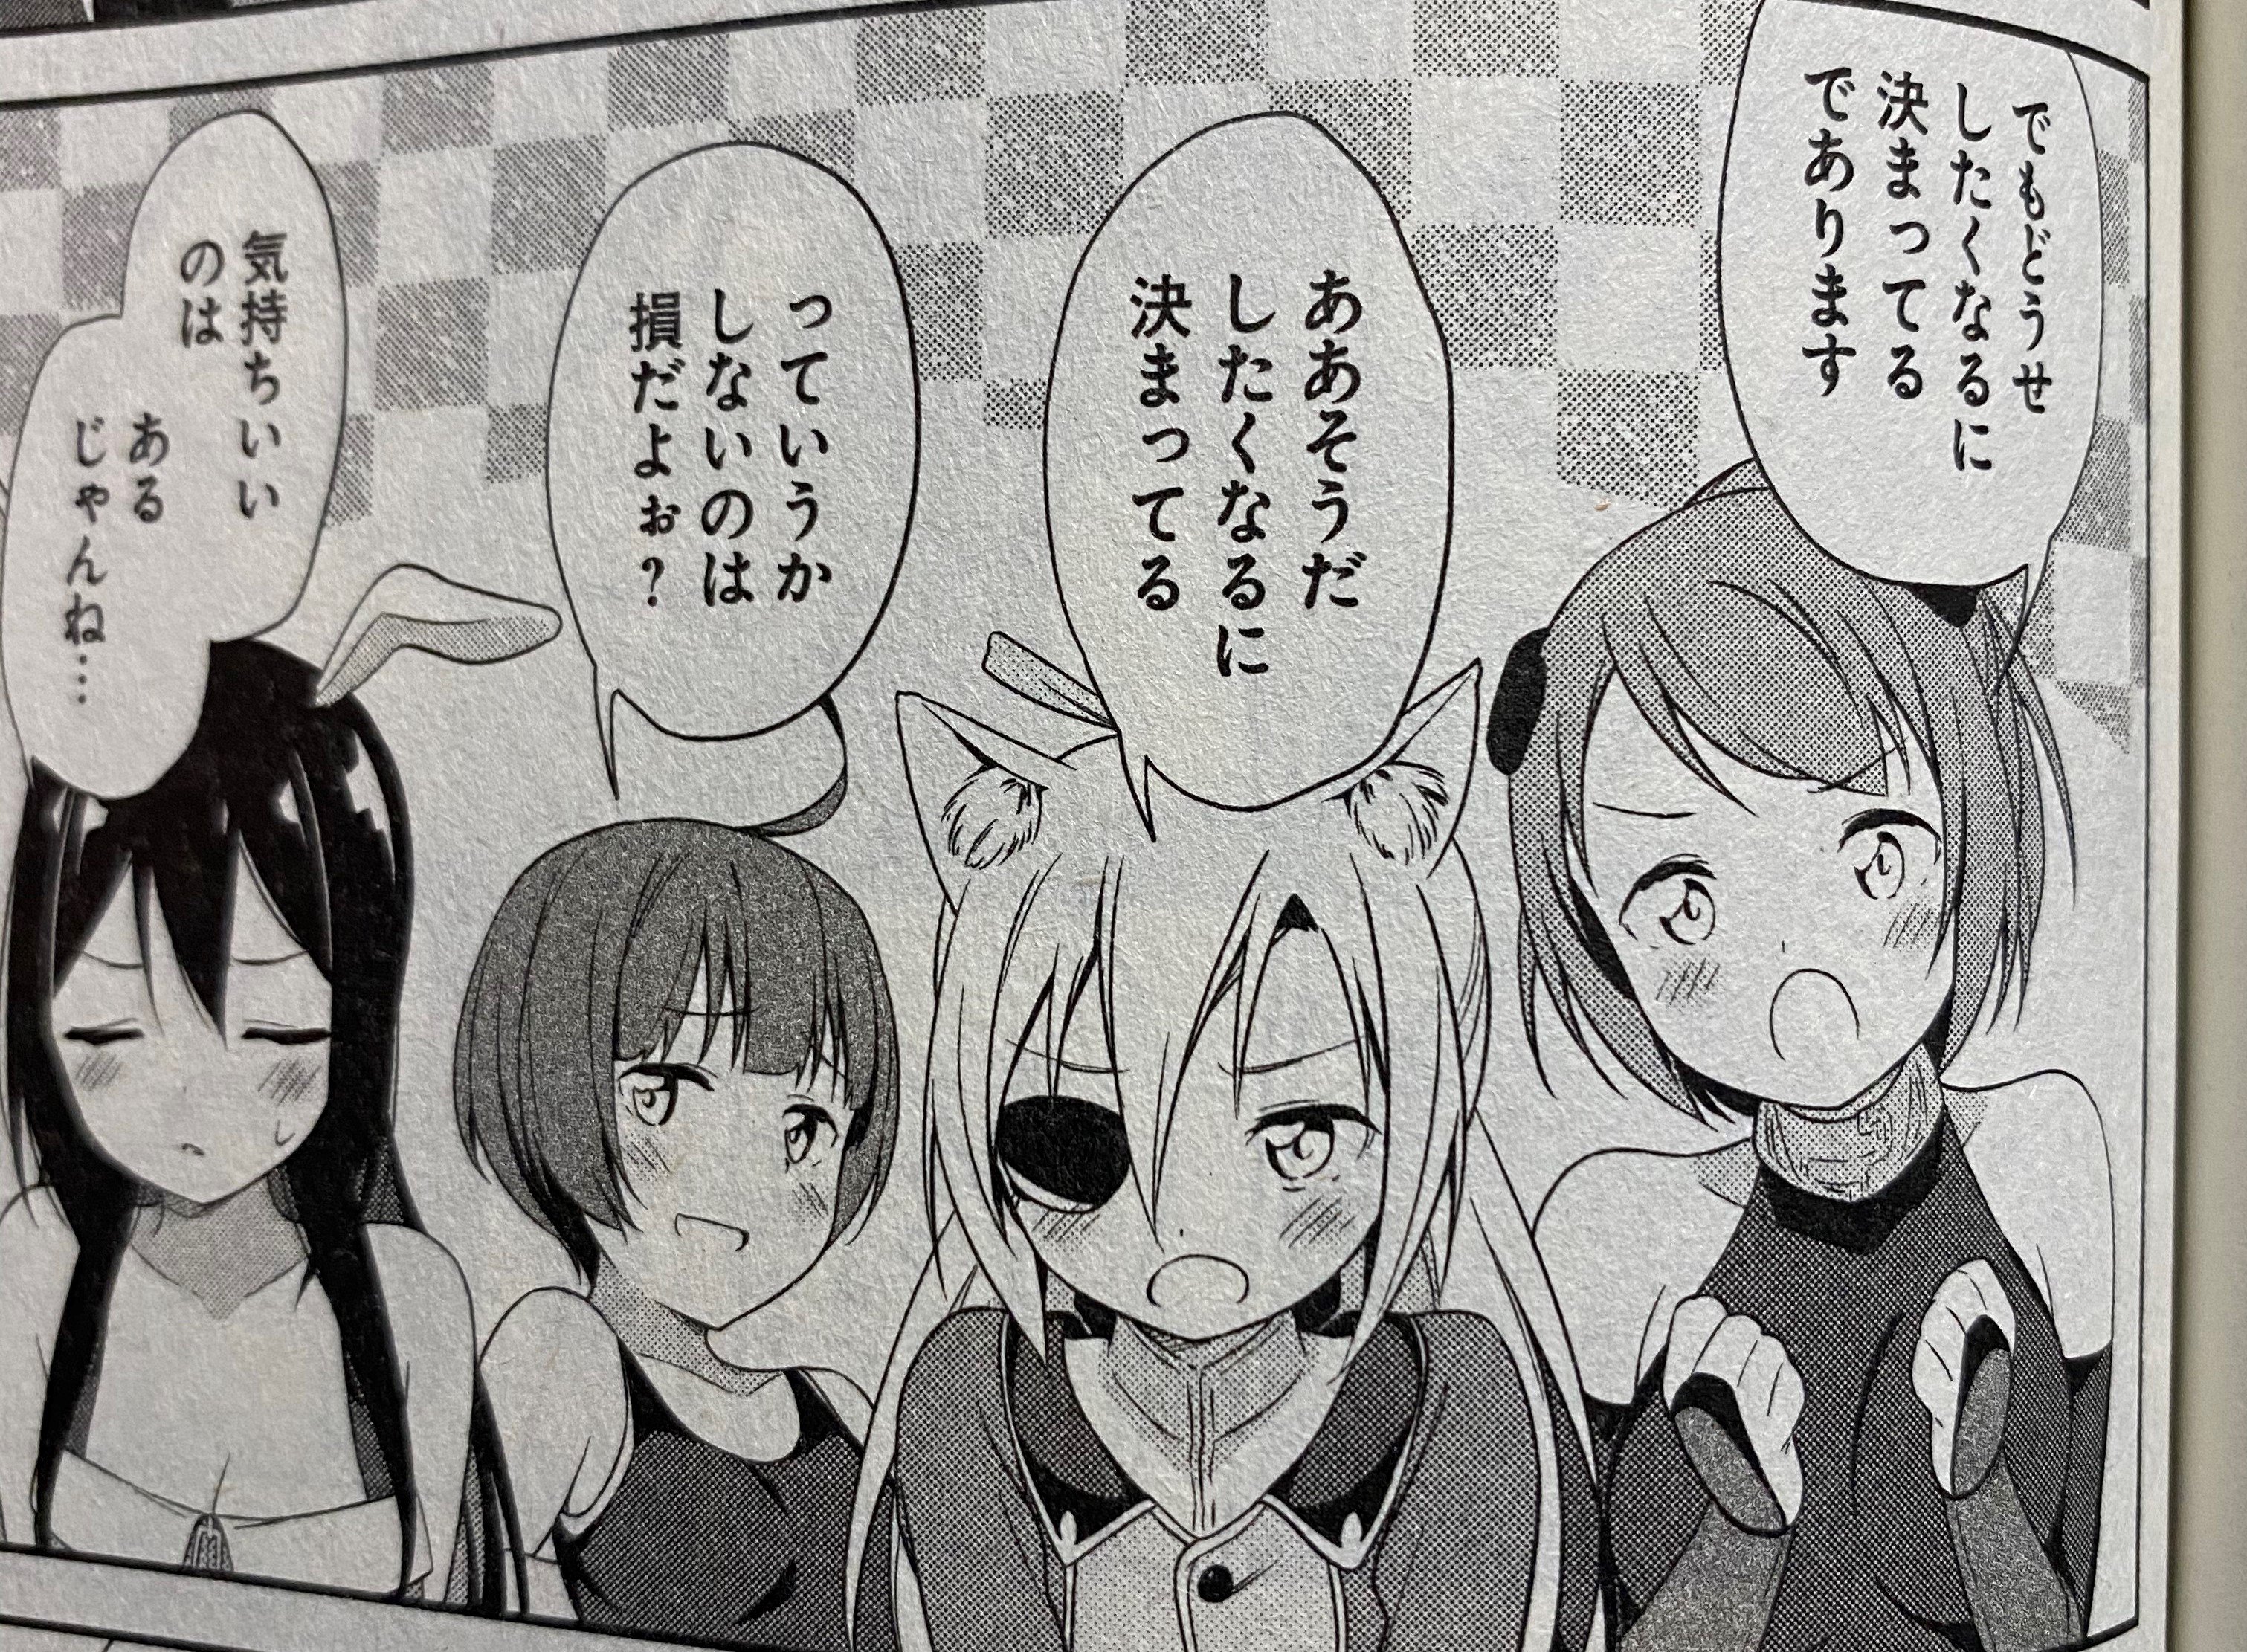 でもどうせ
したくなるに
決まってる
であります
ああそうだ
したくなるに
決まってる
っていうか
しないのは
損だよぉ?
気持ちいい
のは
ある
じゃんね…